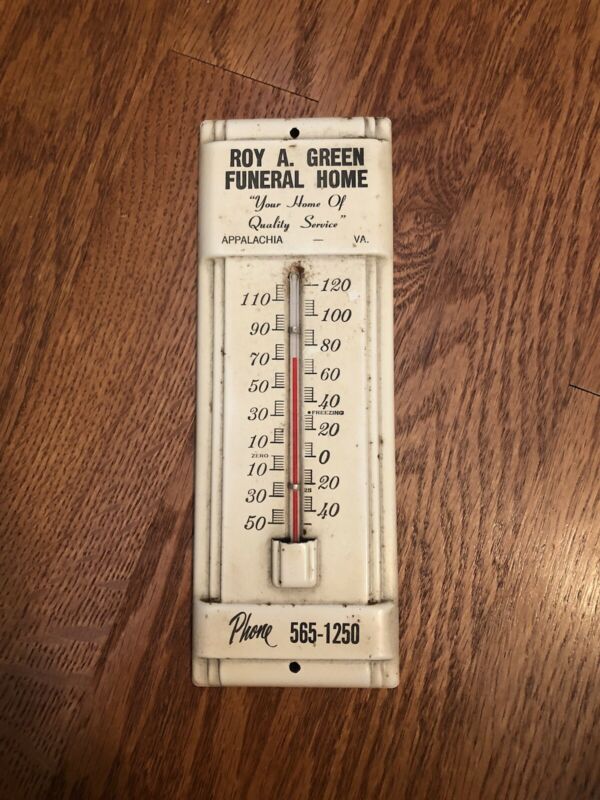 ROY A. GREEN
FUNERAL HOME
"Your Home Of
Quality Service"
APPALACHIA — VA.
120
110
100
90
80
70
60
50
40
30 FREEZING
20
10
ZERO 0
10
20
30 25
40
50
Phone 565-1250